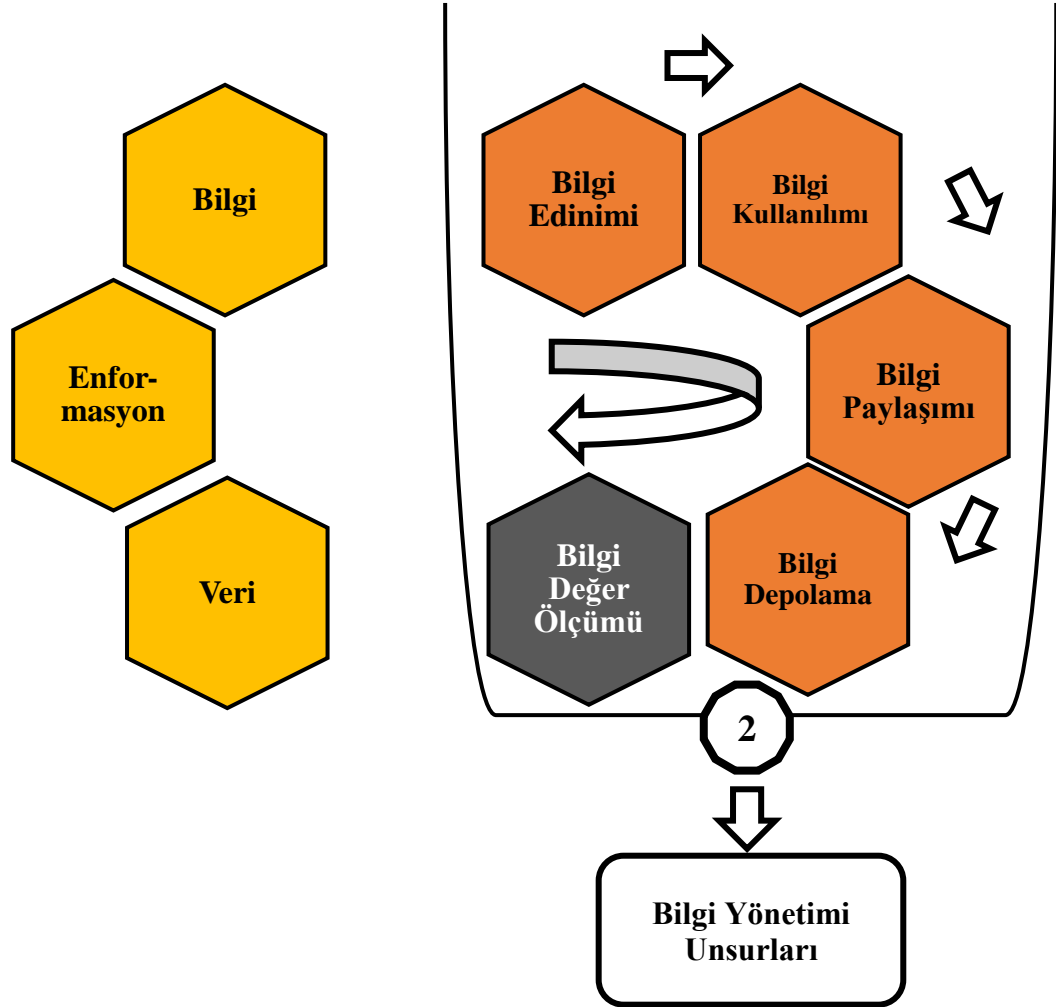 Bilgi
Enfor-
masyon
Veri
Bilgi
Edinimi
Bilgi
Kullanılımı
Bilgi
Paylaşımı
Bilgi
Depolama
Bilgi
Değer
Ölçümü
2
Bilgi Yönetimi
Unsurları